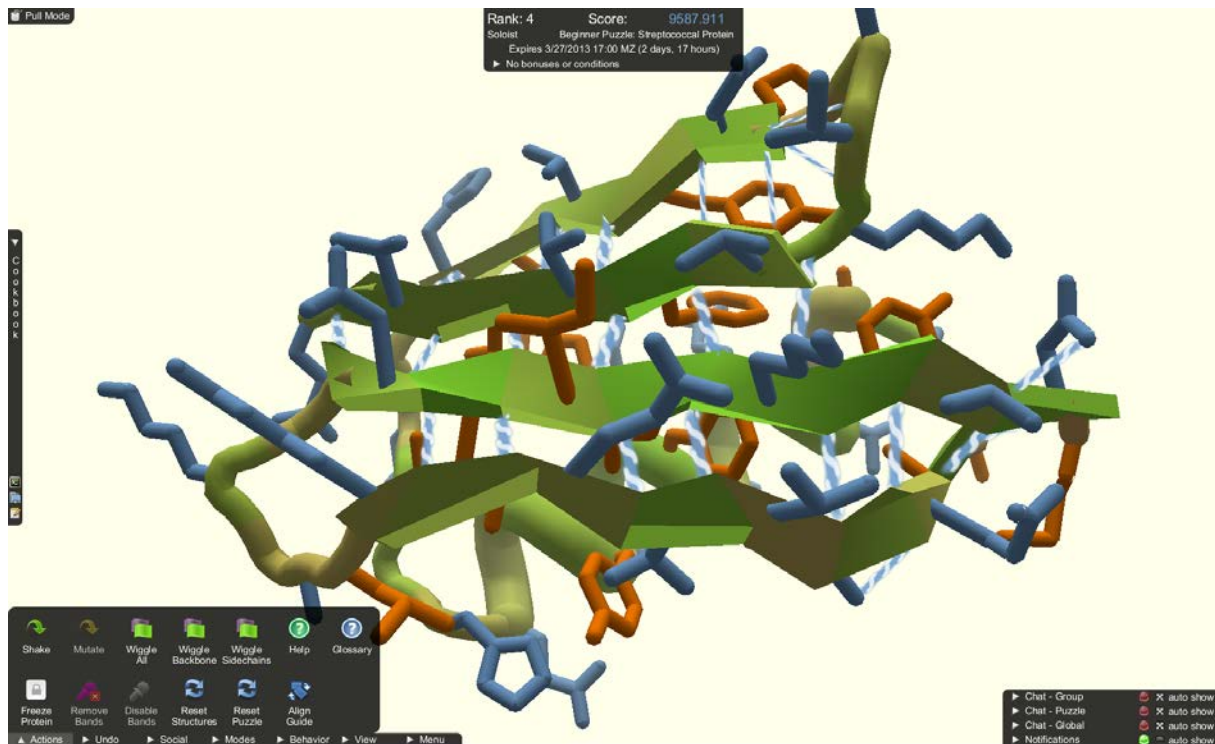 Pull Mode
Rank: 4 Score: 9587.911
Soloist Beginner Puzzle: Streptococcal Protein
Expires 3/27/2013 17:00 MZ (2 days, 17 hours)
▶ No bonuses or conditions
▼ Cookbook
Shake
Mutate
Wiggle All
Wiggle Backbone
Wiggle Sidechains
Help
Glossary
Freeze Protein
Remove Bands
Disable Bands
Reset Structures
Reset Puzzle
Align Guide
▲ Actions ▶ Undo ▶ Social ▶ Modes ▶ Behavior ▶ View ▶ Menu
▶ Chat - Group auto show
▶ Chat - Puzzle auto show
▶ Chat - Global auto show
▶ Notifications auto show